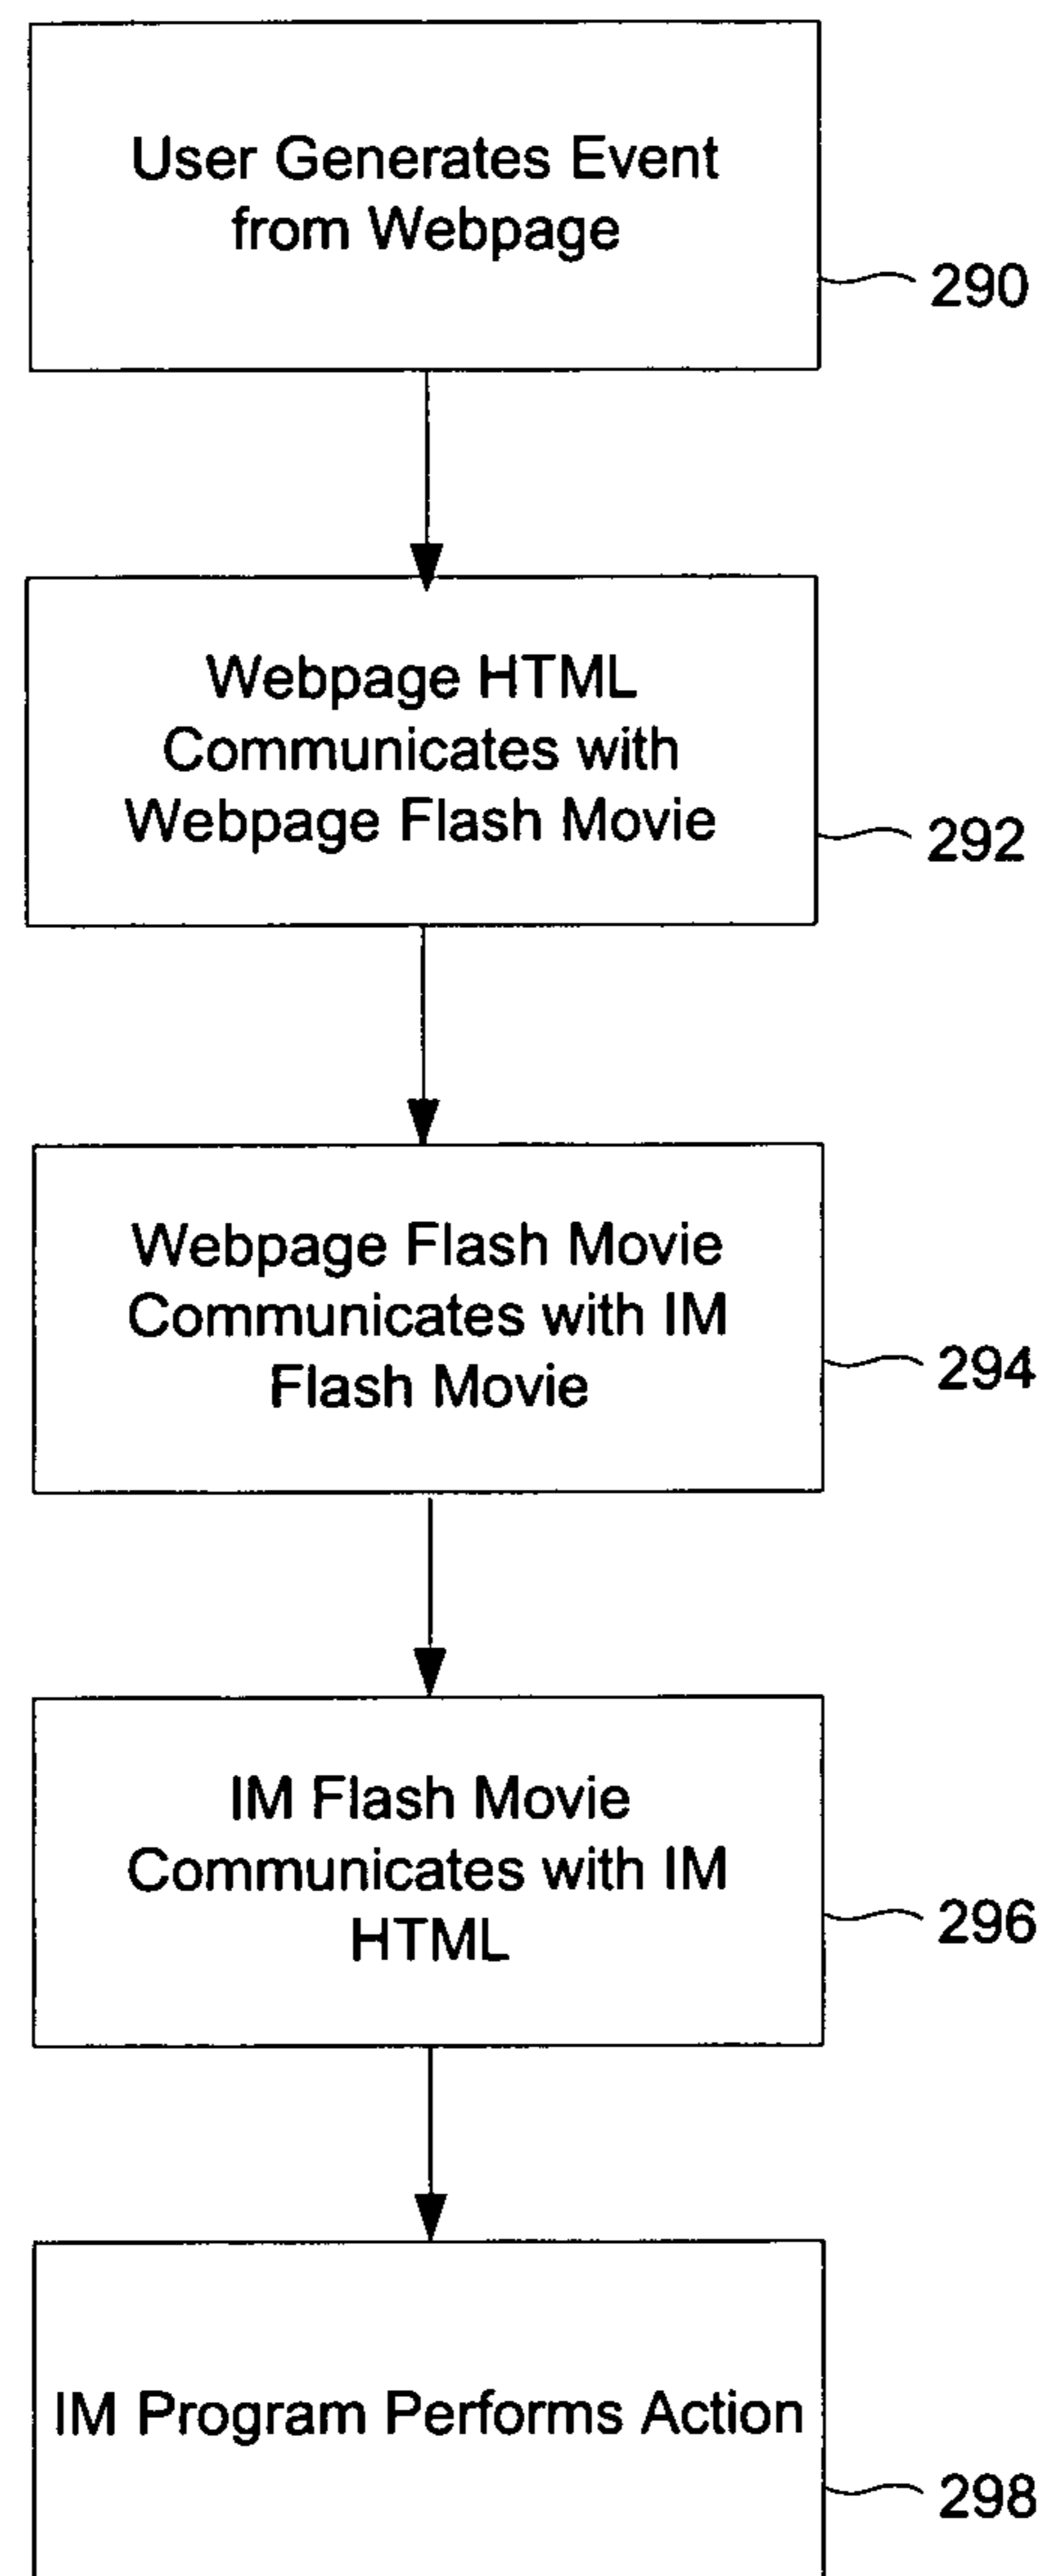 User Generates Event
from Webpage
290
Webpage HTML
Communicates with
Webpage Flash Movie
292
Webpage Flash Movie
Communicates with IM
Flash Movie
294
IM Flash Movie
Communicates with IM
HTML
296
IM Program Performs Action
298